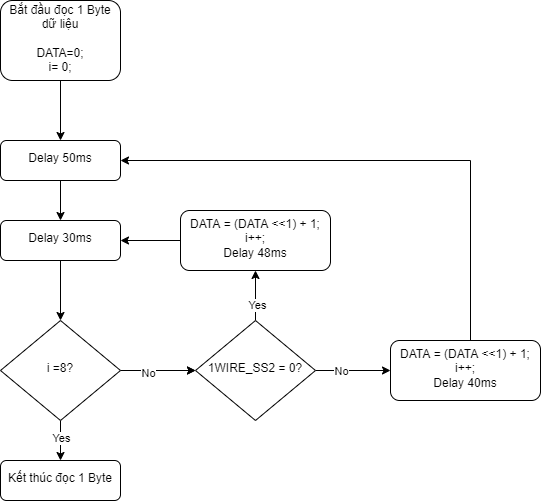 Bắt đầu đọc 1 Byte
dữ liệu
DATA=0;
i= 0;
Delay 50ms
Delay 30ms
DATA = (DATA <<1) + 1;
i++;
Delay 48ms
Yes
i =8?
No
1WIRE_SS2 = 0?
No
DATA = (DATA <<1) + 1;
i++;
Delay 40ms
Yes
Kết thúc đọc 1 Byte